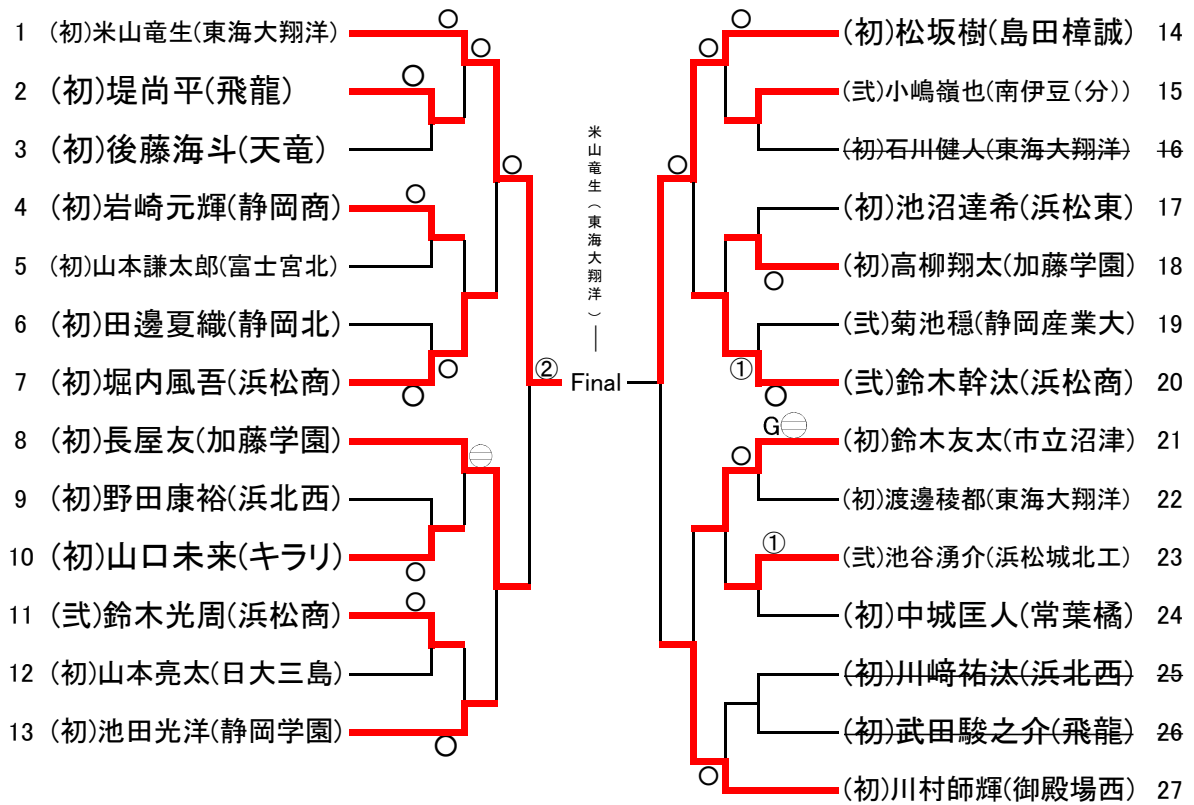 1 (初)米山竜生(東海大翔洋)
2 (初)堤尚平(飛龍)
3 (初)後藤海斗(天竜)
4 (初)岩崎元輝(静岡商)
5 (初)山本謙太郎(富士宮北)
6 (初)田邊夏織(静岡北)
7 (初)堀内風吾(浜松商)
8 (初)長屋友(加藤学園)
9 (初)野田康裕(浜北西)
10 (初)山口未来(キラリ)
11 (弐)鈴木光周(浜松商)
12 (初)山本亮太(日大三島)
13 (初)池田光洋(静岡学園)
米山竜生(東海大翔洋)
② Final
(初)松坂樹(島田樟誠) 14
(弐)小嶋嶺也(南伊豆(分)) 15
(初)石川健人(東海大翔洋) 16
(初)池沼達希(浜松東) 17
(初)高柳翔太(加藤学園) 18
(弐)菊池穏(静岡産業大) 19
① (弐)鈴木幹汰(浜松商) 20
G
(初)鈴木友太(市立沼津) 21
(初)渡邊稜都(東海大翔洋) 22
①
(弐)池谷湧介(浜松城北工) 23
(初)中城匡人(常葉橘) 24
(初)川﨑祐汰(浜北西) 25
(初)武田駿之介(飛龍) 26
(初)川村師輝(御殿場西) 27